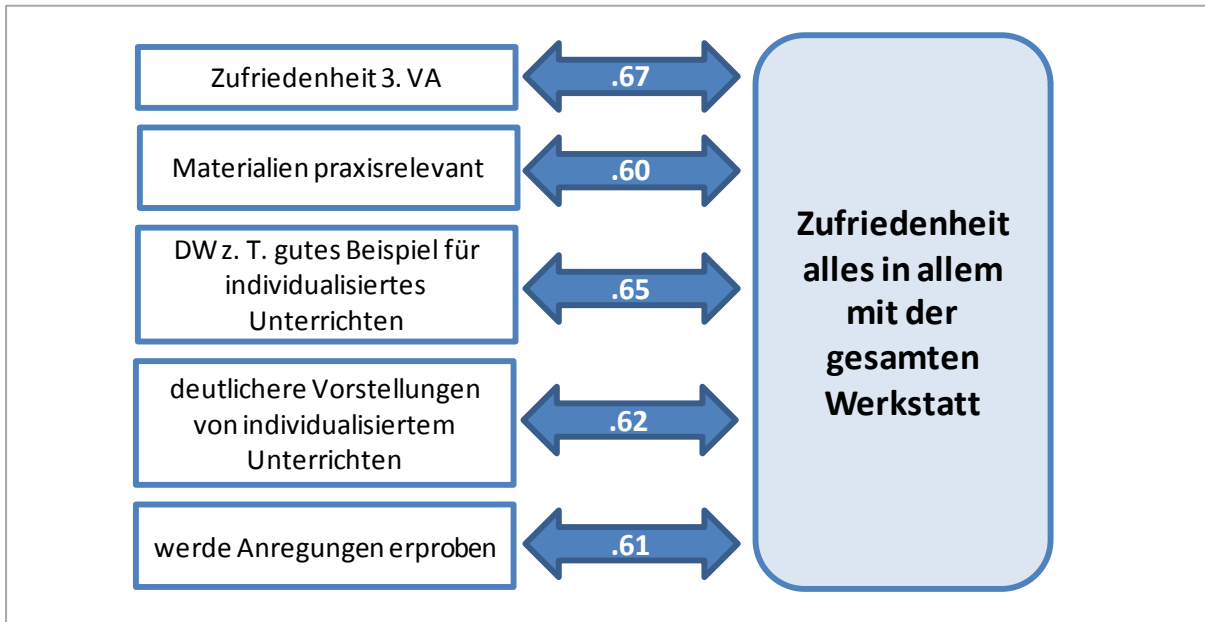 Zufriedenheit 3. VA
.67
Materialien praxisrelevant
.60
DW z. T. gutes Beispiel für
individualisiertes
Unterrichten
.65
deutlichere Vorstellungen
von individualisiertem
Unterrichten
.62
werde Anregungen erproben
.61
Zufriedenheit
alles in allem
mit der
gesamten
Werkstatt